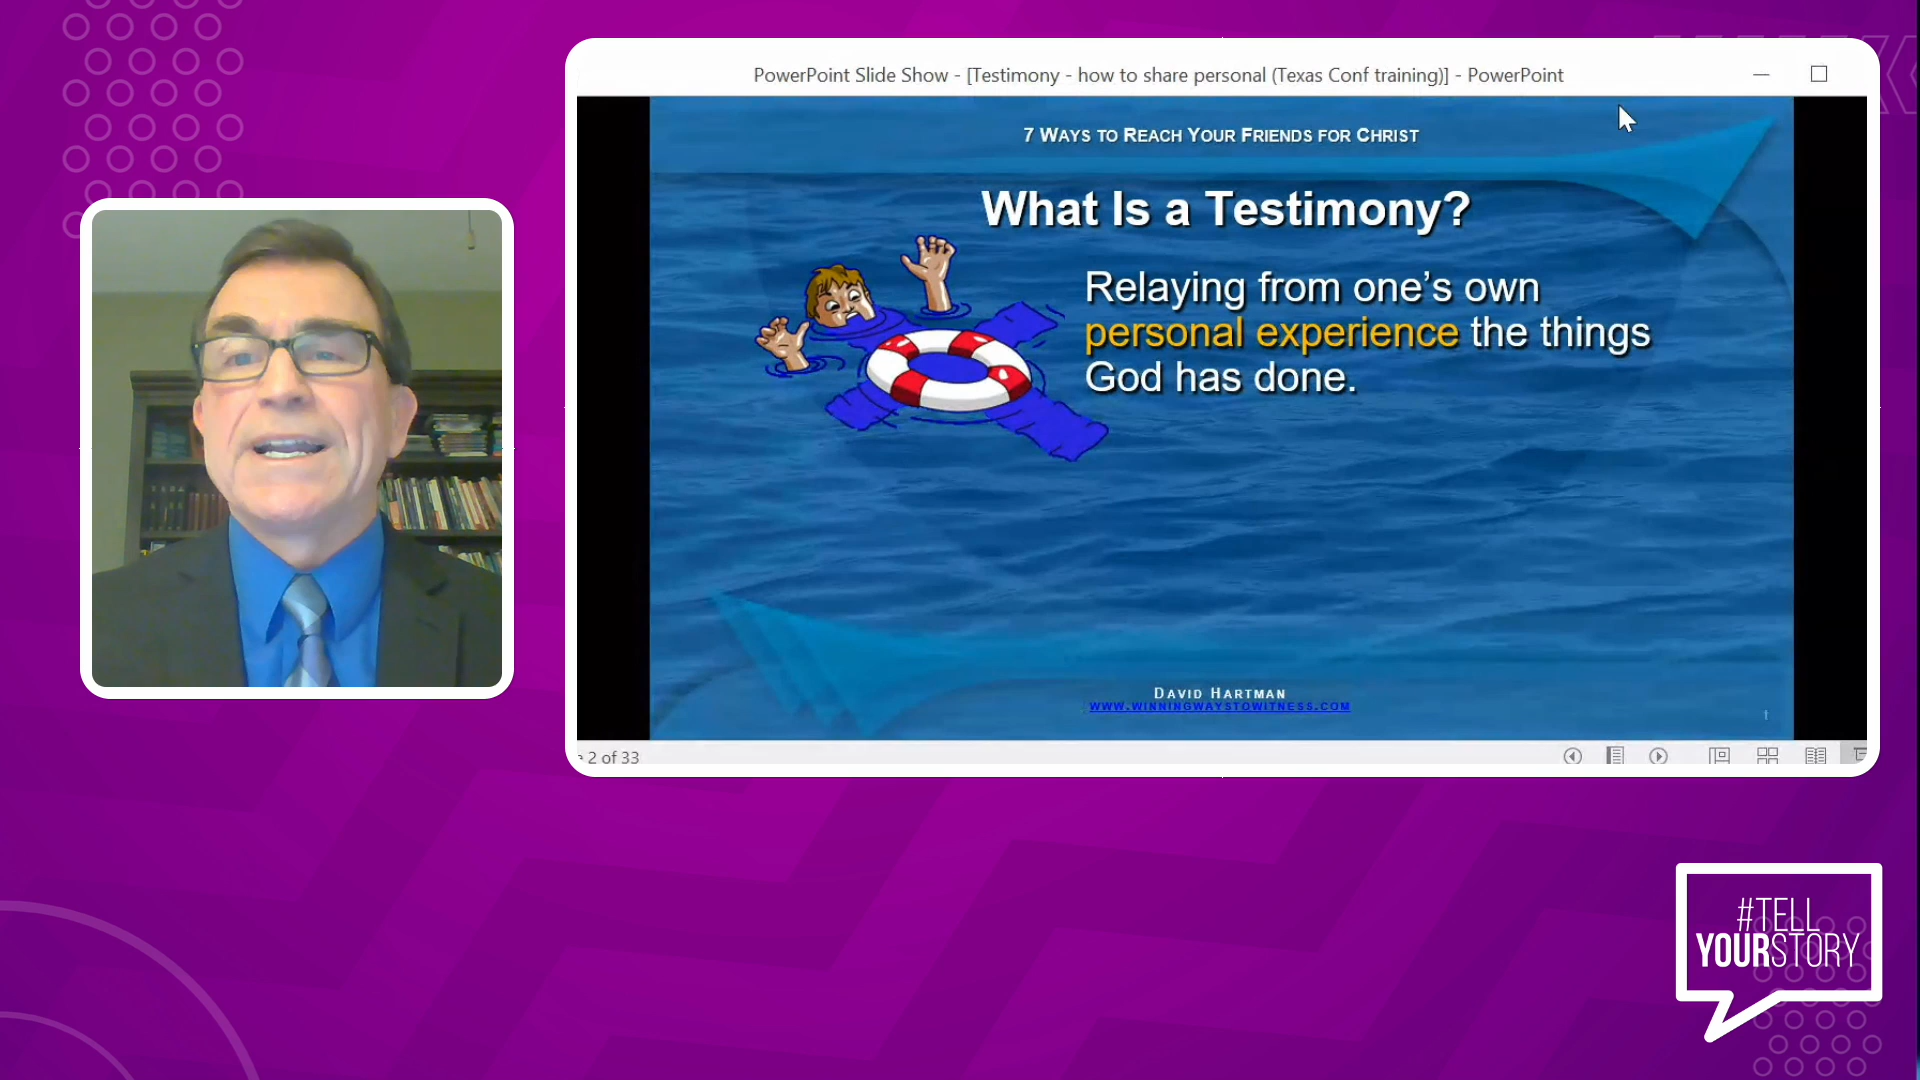 PowerPoint Slide Show - [Testimony - how to share personal (Texas Conf training)] - PowerPoint
7 WAYS TO REACH YOUR FRIENDS FOR CHRIST
What Is a Testimony?
Relaying from one's own
personal experience the things
God has done.
DAVID HARTMAN
WWW.WINNINGWAYSTOWITNESS.COM
2 of 33
#TELL
YOURSTORY